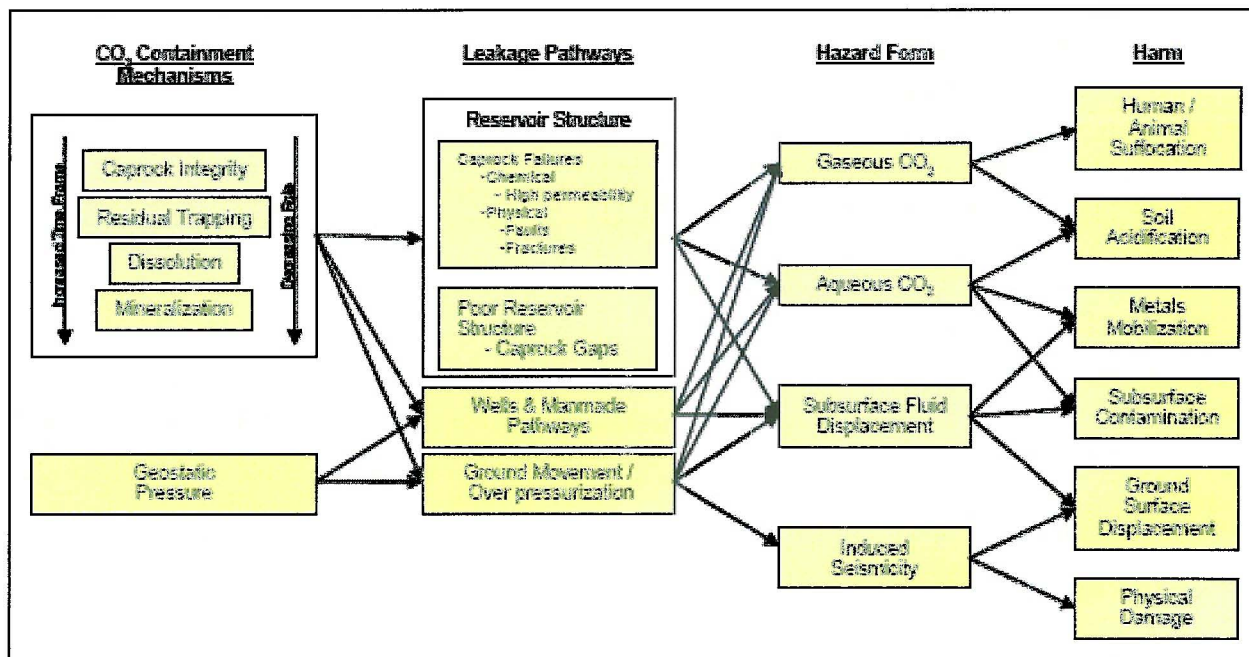 CO₂ Containment
Mechanisms
Increased Time Frame
Caprock Integrity
Residual Trapping
Dissolution
Mineralization
Geostatic
Pressure
Leakage Pathways
Reservoir Structure
Caprock Failures
-Chemical
- High permeability
-Physical
-Faults
-Fractures
Poor Reservoir
Structure
- Caprock Gaps
Wells & Manmade
Pathways
Ground Movement /
Over pressurization
Hazard Form
Gaseous CO₂
Aqueous CO₂
Subsurface Fluid
Displacement
Induced
Seismicity
Harm
Human /
Animal
Suffocation
Soil
Acidification
Metals
Mobilization
Subsurface
Contamination
Ground
Surface
Displacement
Physical
Damage